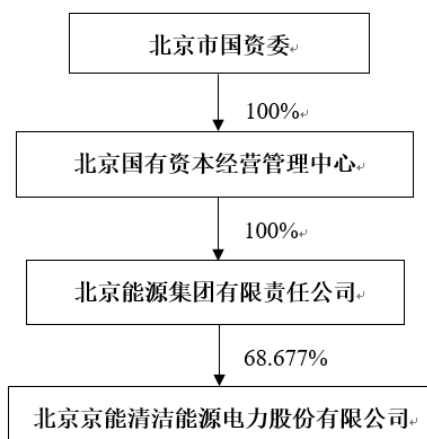 北京市国资委
100%
北京国有资本经营管理中心
100%
北京能源集团有限责任公司
68.677%
北京京能清洁能源电力股份有限公司